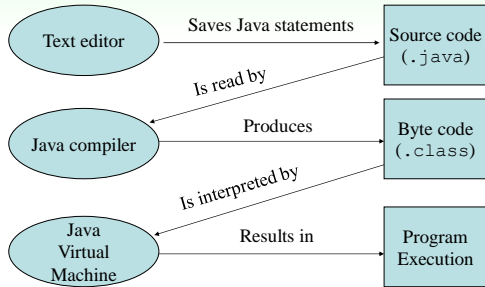 Text editor
Saves Java statements
Source code
(.java)
Is read by
Java compiler
Produces
Byte code
(.class)
Is interpreted by
Java
Virtual
Machine
Results in
Program
Execution